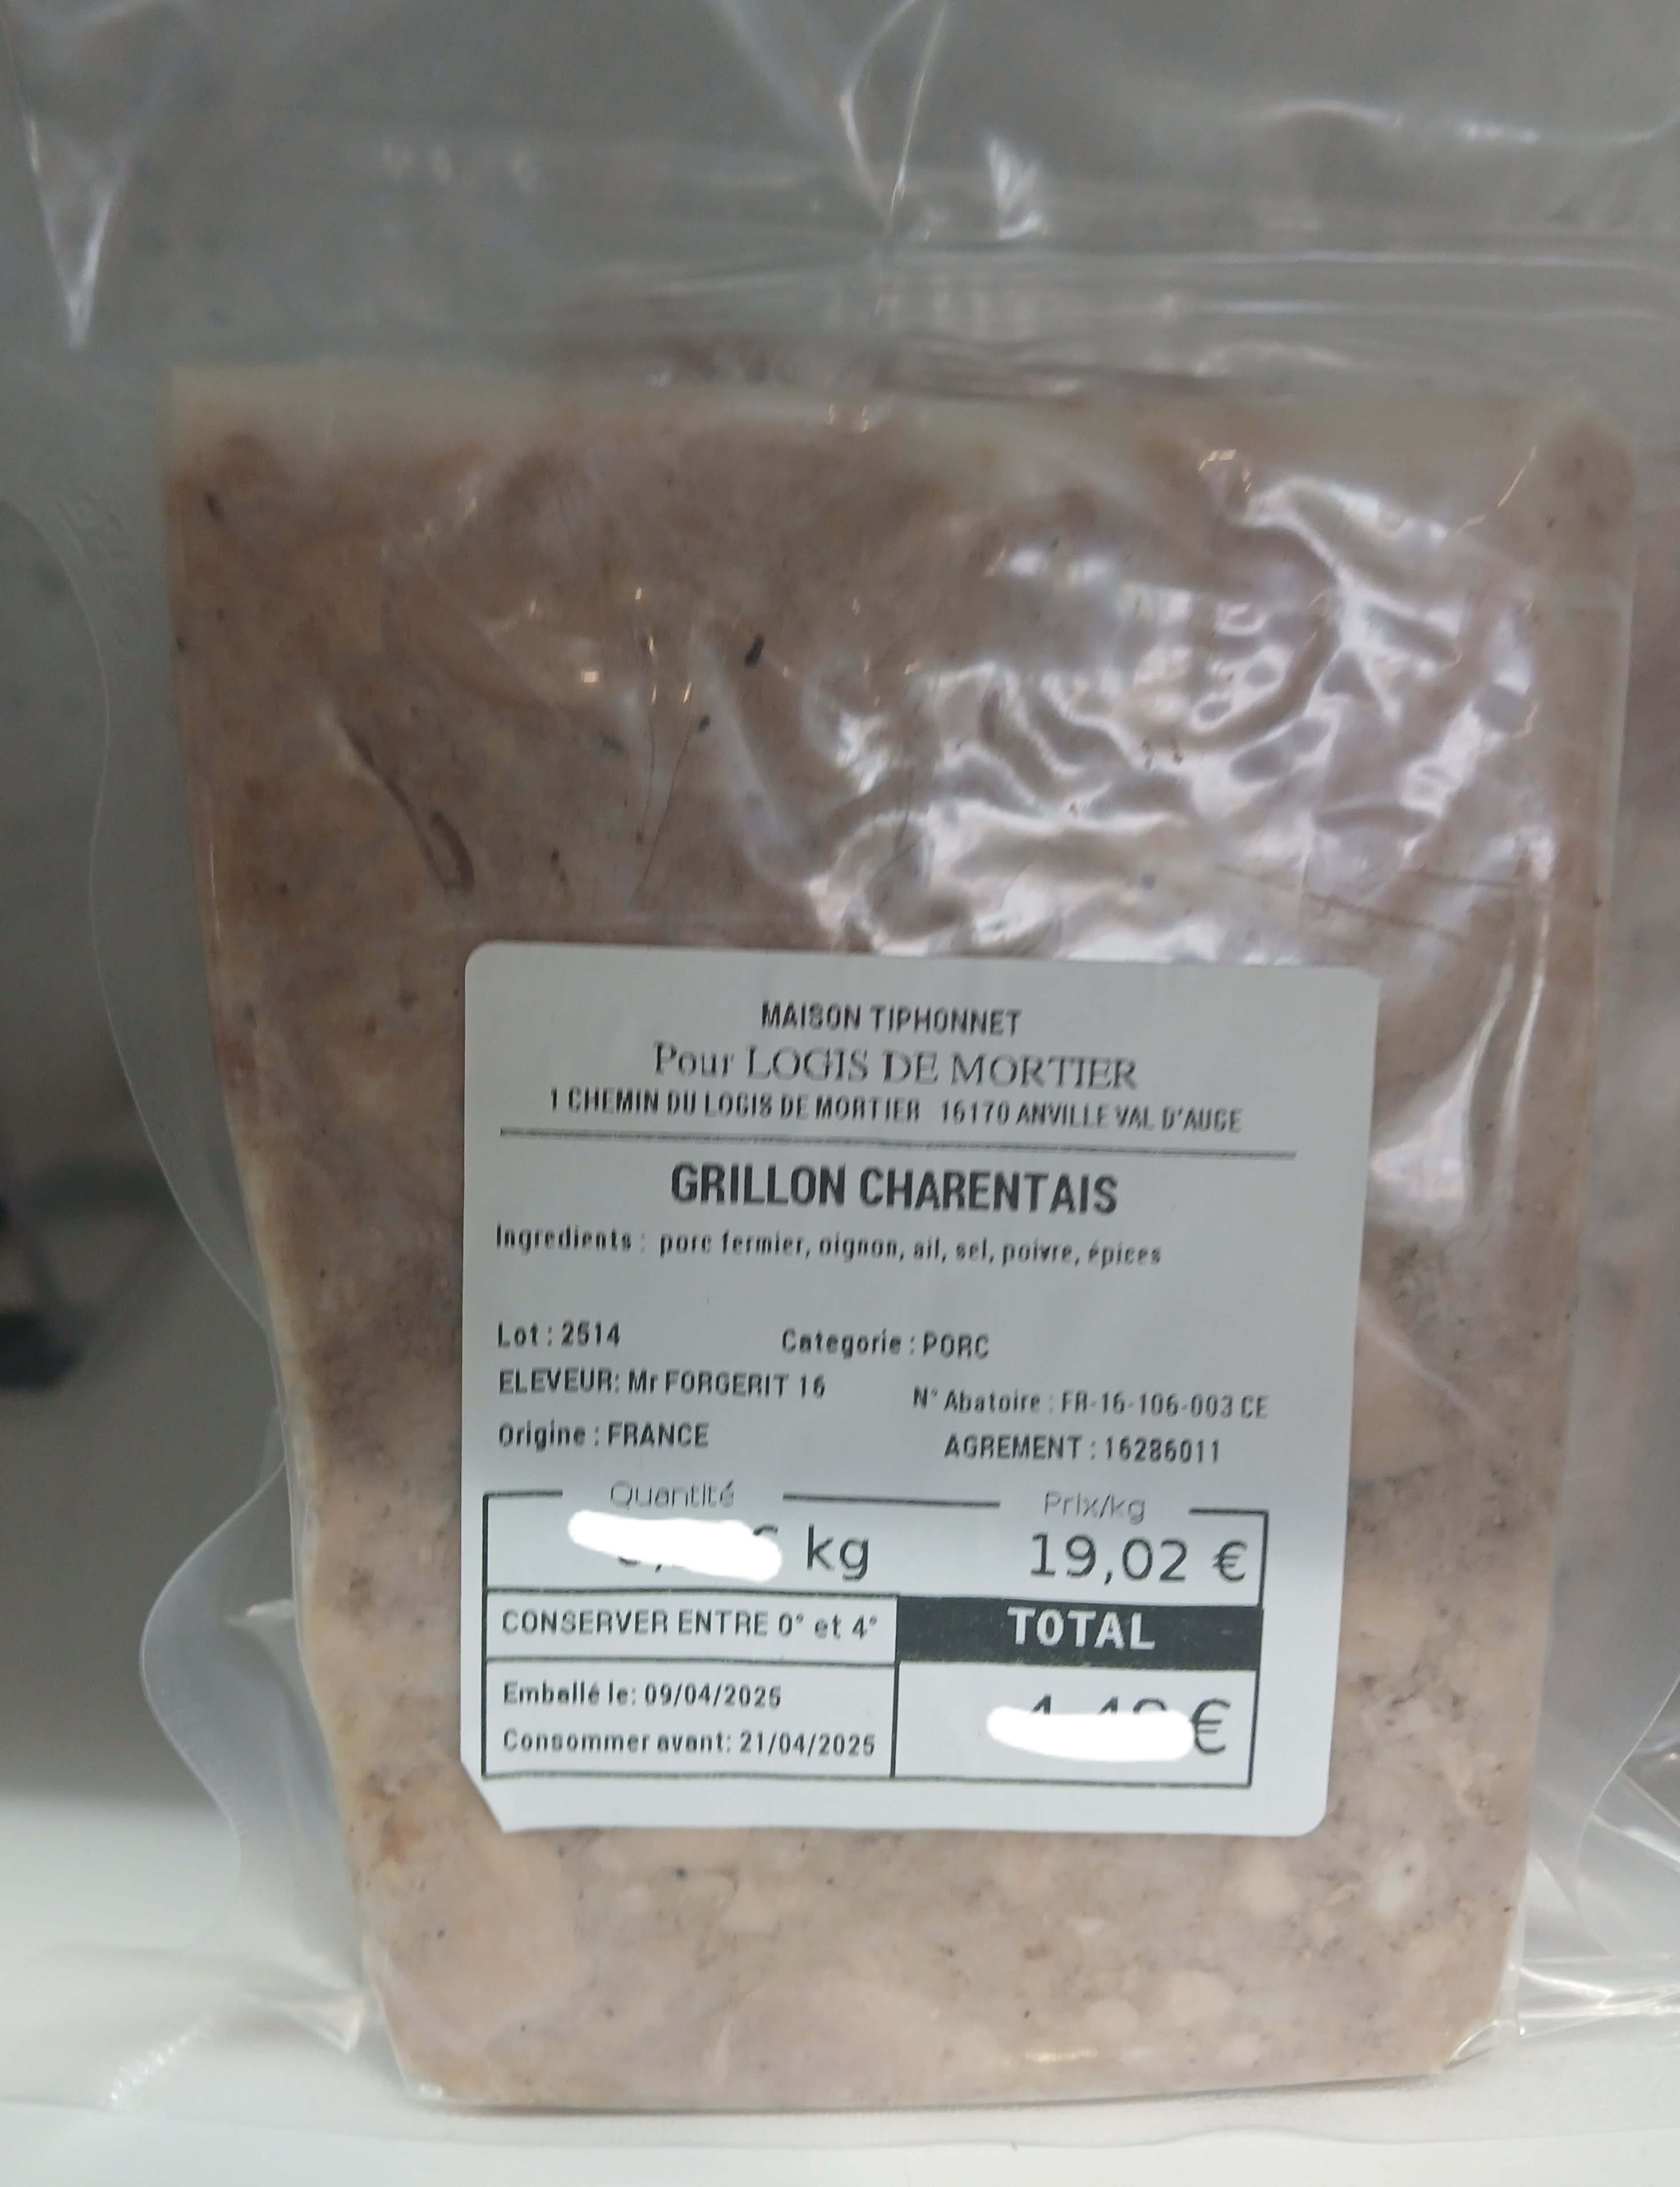 MAISON TIPHONNET
Pour LOGIS DE MORTIER
1 CHEMIN DU LOGIS DE MORTIER 16170 ANVILLE VAL D'AUGE
GRILLON CHARENTAIS
Ingredients : porc fermier, oignon, ail, sel, poivre, épices
Lot : 2514 Categorie : PORC
ELEVEUR: Mr FORGERIT 16 N° Abatoire : FR-16-106-003 CE
Origine : FRANCE AGREMENT : 16286011
Quantité Prix/kg
kg 19,02 €
CONSERVER ENTRE 0° et 4° TOTAL
Emballé le: 09/04/2025
Consommer avant: 21/04/2025 €